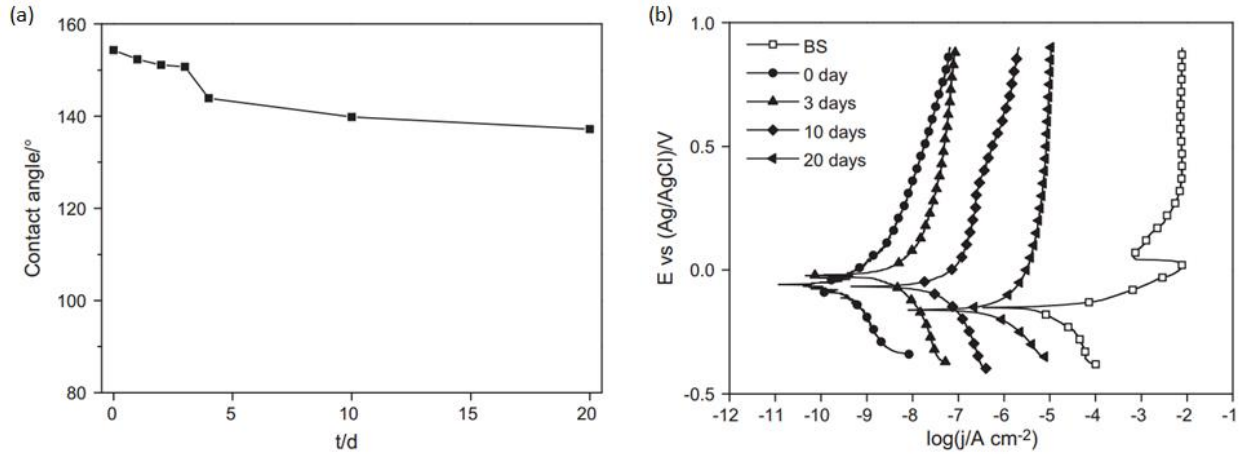 (a)
160
140
120
100
80
Contact angle/°
0
5
10
15
20
t/d
(b)
1.0
0.5
0.0
-0.5
E vs (Ag/AgCl)/V
BS
0 day
3 days
10 days
20 days
-12
-11
-10
-9
-8
-7
-6
-5
-4
-3
-2
-1
log(j/A cm-2)